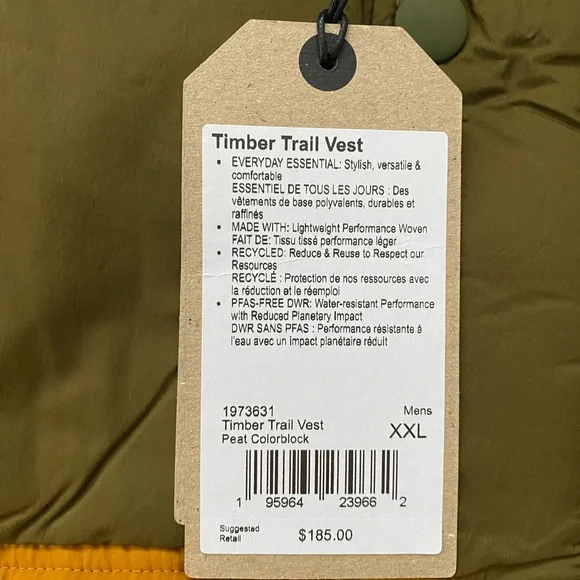 Timber Trail Vest
• EVERYDAY ESSENTIAL: Stylish, versatile &
comfortable
ESSENTIEL DE TOUS LES JOURS : Des
vêtements de base polyvalents, durables et
raffinés
• MADE WITH: Lightweight Performance Woven
FAIT DE: Tissu tissé performance léger
• RECYCLED: Reduce & Reuse to Respect our
Resources
RECYCLÉ : Protection de nos ressources avec
la réduction et le réemploi
• PFAS-FREE DWR: Water-resistant Performance
with Reduced Planetary Impact
DWR SANS PFAS : Performance résistante à
l'eau avec un impact planétaire réduit
1973631 Mens
Timber Trail Vest XXL
Peat Colorblock
1 95964 23966 2
Suggested
Retail $185.00